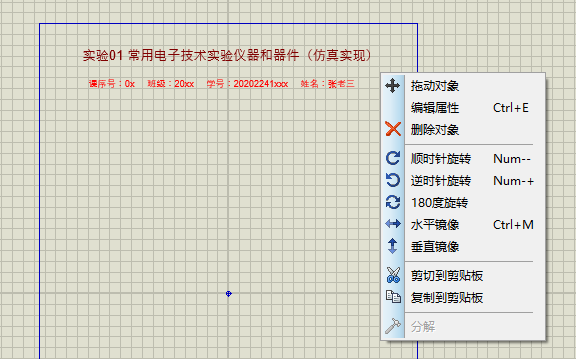 实验01 常用电子技术实验仪器和器件（仿真实现）
课序号：0x 班级：20xx 学号：20202241xxx 姓名：张老三
拖动对象
编辑属性 Ctrl+E
删除对象
顺时针旋转 Num--
逆时针旋转 Num-+
180度旋转
水平镜像 Ctrl+M
垂直镜像
剪切到剪贴板
复制到剪贴板
分解